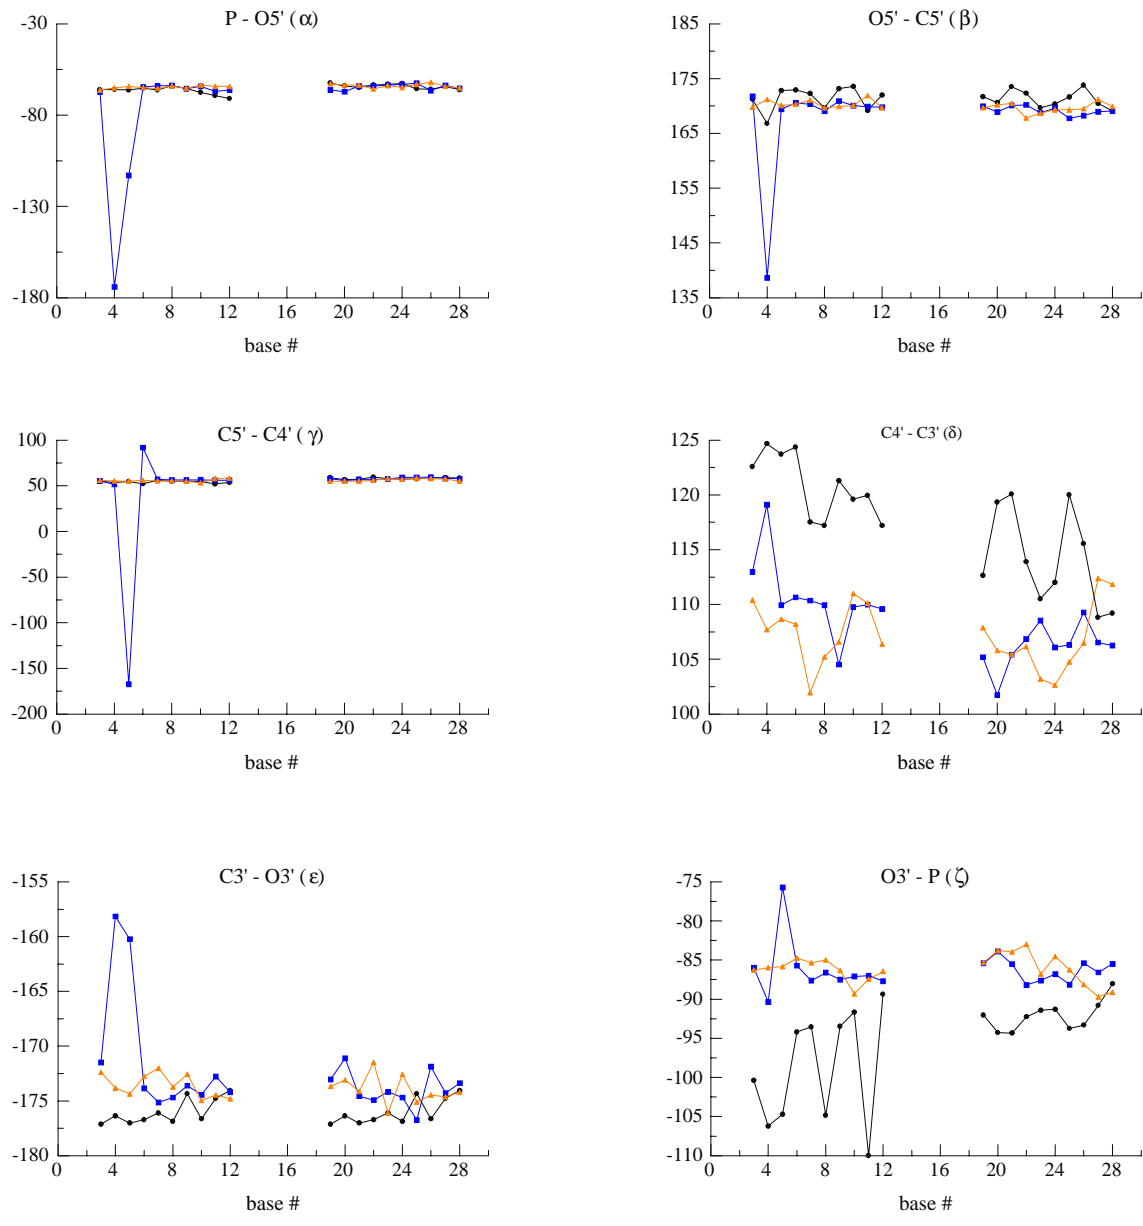 P - O5' (α)
-30
-80
-130
-180
0 4 8 12 16 20 24 28
base #
O5' - C5' (β)
185
175
165
155
145
135
0 4 8 12 16 20 24 28
base #
C5' - C4' (γ)
100
50
0
-50
-100
-150
-200
0 4 8 12 16 20 24 28
base #
C4' - C3' (δ)
125
120
115
110
105
100
0 4 8 12 16 20 24 28
base #
C3' - O3' (ε)
-155
-160
-165
-170
-175
-180
0 4 8 12 16 20 24 28
base #
O3' - P (ζ)
-75
-80
-85
-90
-95
-100
-105
-110
0 4 8 12 16 20 24 28
base #